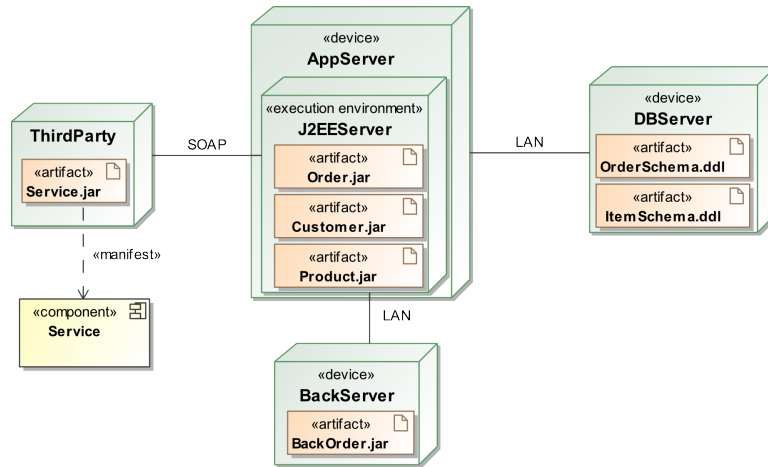 «device»
AppServer
«execution environment»
J2EEServer
«artifact»
Order.jar
«artifact»
Customer.jar
«artifact»
Product.jar
ThirdParty
«artifact»
Service.jar
SOAP
«manifest»
«component»
Service
LAN
«device»
DBServer
«artifact»
OrderSchema.ddl
«artifact»
ItemSchema.ddl
LAN
«device»
BackServer
«artifact»
BackOrder.jar